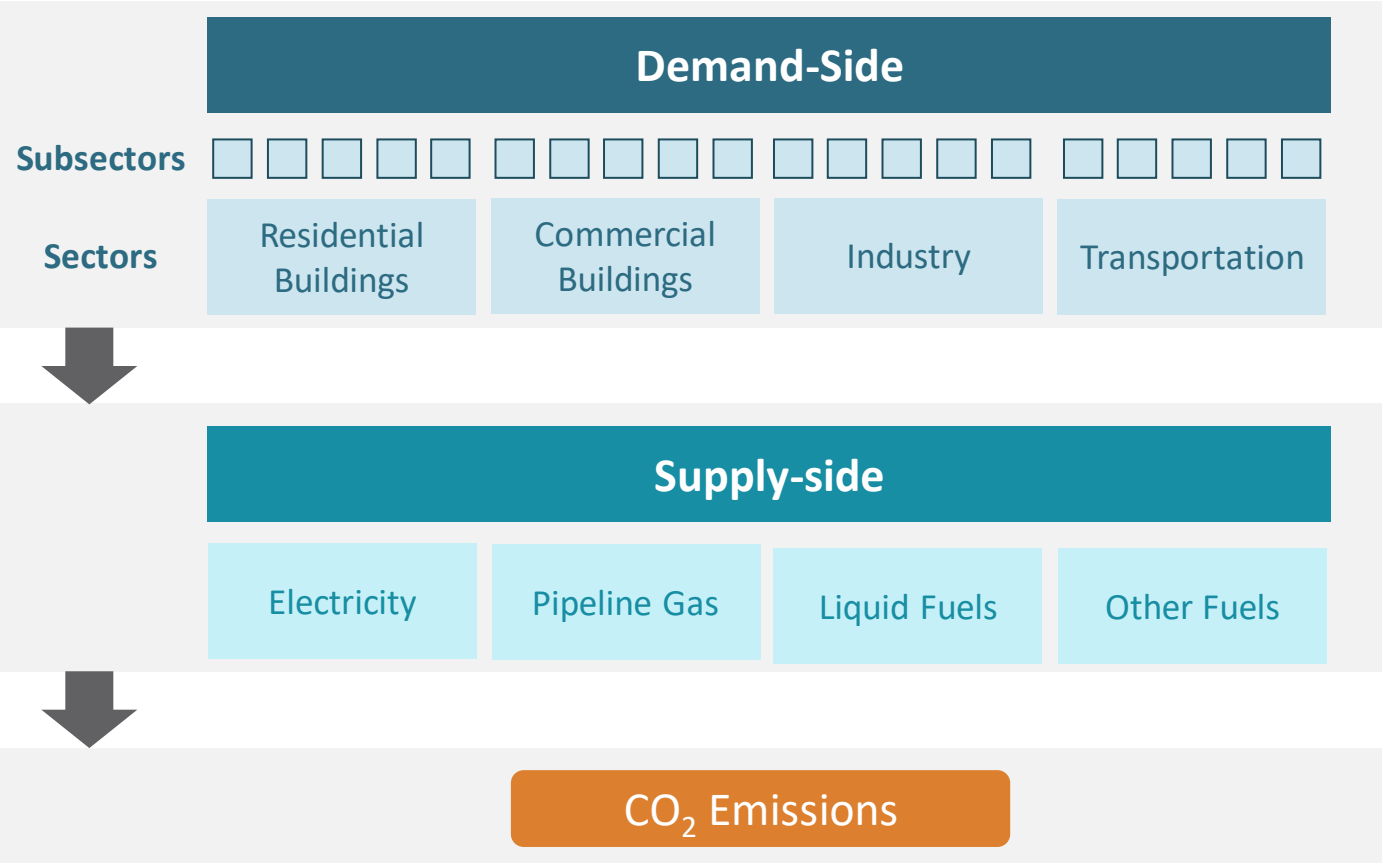 Demand-Side
Subsectors
Sectors
Residential
Buildings
Commercial
Buildings
Industry
Transportation
Supply-side
Electricity
Pipeline Gas
Liquid Fuels
Other Fuels
CO₂ Emissions